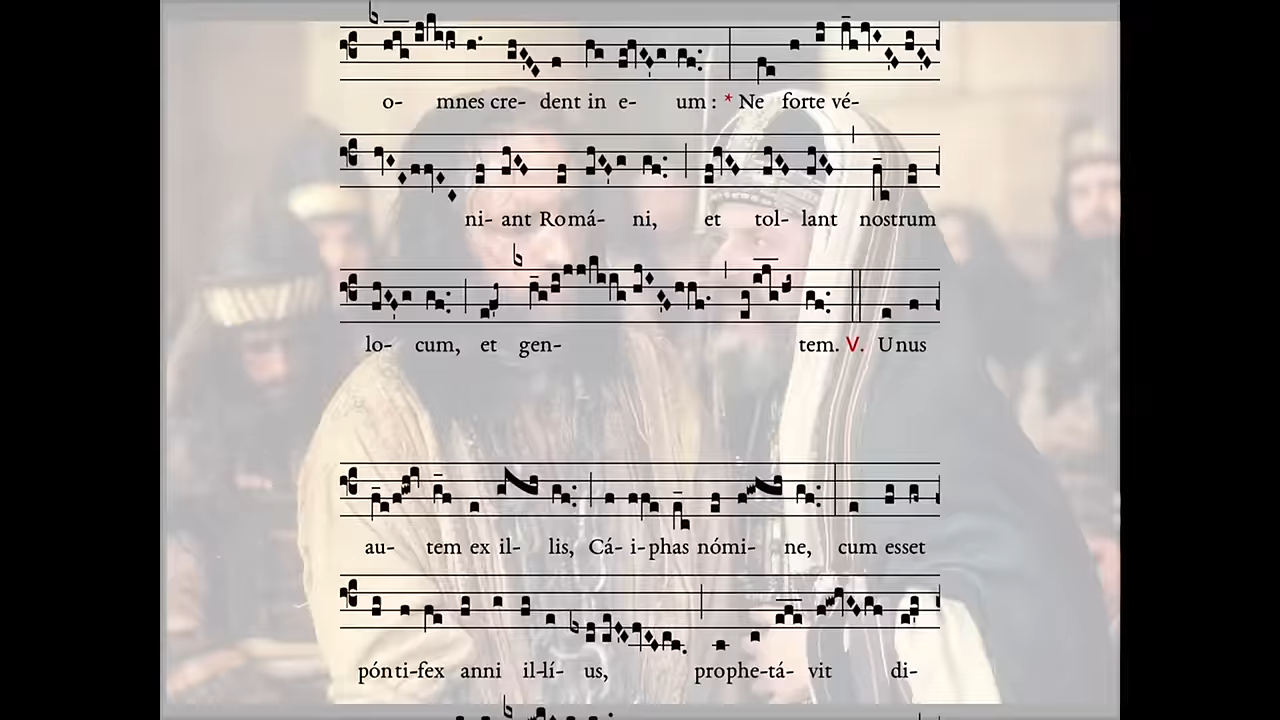 o- mnes cre- dent in e- um : * Ne forte vé-
ni- ant Romá- ni, et tol- lant nostrum
lo- cum, et gen- tem. V. Unus
au- tem ex il- lis, Cá- i-phas nómi- ne, cum esset
pónti-fex anni il-lí- us, prophe-tá- vit di-